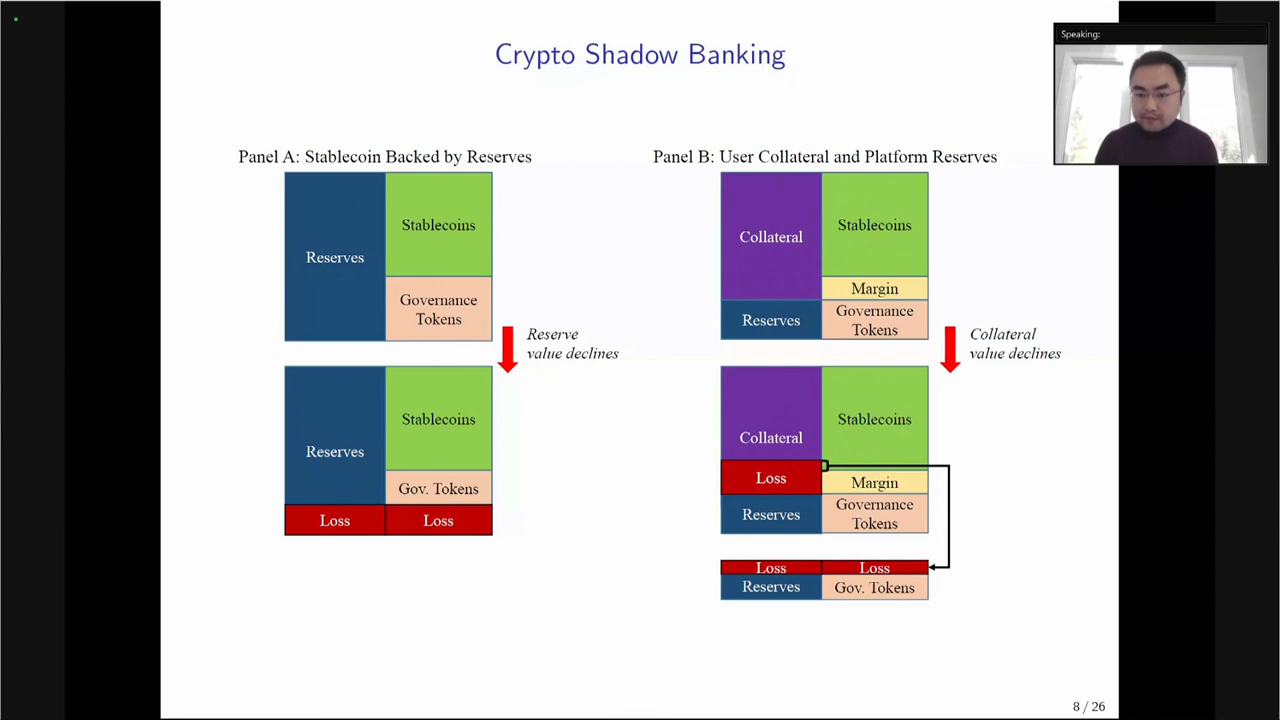 Crypto Shadow Banking
Speaking:
Panel A: Stablecoin Backed by Reserves
Reserves
Stablecoins
Governance
Tokens
Reserve
value declines
Reserves
Stablecoins
Gov. Tokens
Loss
Loss
Panel B: User Collateral and Platform Reserves
Collateral
Stablecoins
Margin
Reserves
Governance
Tokens
Collateral
value declines
Collateral
Stablecoins
Loss
Margin
Reserves
Governance
Tokens
Loss
Loss
Reserves
Gov. Tokens
8 / 26